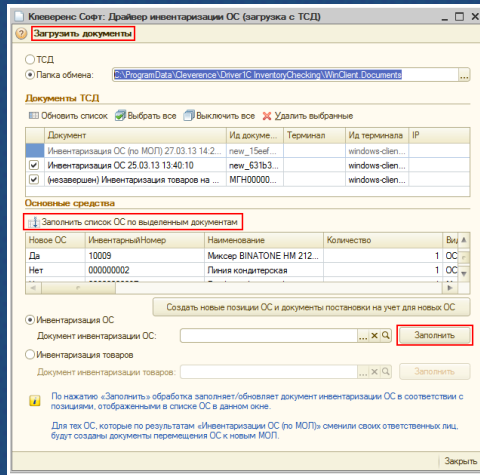 Клеверенс Софт: Драйвер инвентаризации ОС (загрузка с ТСД)
Загрузить документы
ТСД
Папка обмена: C:\ProgramData\Cleverence\Driver1C InventoryChecking\WinClient Documents ...
Документы ТСД
Обновить список Выбрать все Выключить все Удалить выбранные
Документ Ид докуме... Терминал Ид терминала IP
Инвентаризация ОС (по МОЛ) 27.03.13 14:2... new_15eef... windows-clien...
Инвентаризация ОС 25.03.13 13:40:10 new_631b3... windows-clien...
(незавершен) Инвентаризация товаров на ... МГН00000... windows-clien...
Основные средства
Заполнить список ОС по выделенным документам
Новое ОС ИнвентарныйНомер Наименование Количество Ви
Да 10009 Миксер BINATONE HM 212... 1 ОС
Нет 000000002 Линия кондитерская 1 ОС
Создать новые позиции ОС и документы постановки на учет для новых ОС
Инвентаризация ОС
Документ инвентаризации ОС: ... x Заполнить
Инвентаризация товаров
Документ инвентаризации товаров: ... x Заполнить
По нажатию «Заполнить» обработка заполняет/обновляет документ инвентаризации ОС в соответствии с
позициями, отображенными в списке ОС в данном окне.
Для тех ОС, которые по результатам «Инвентаризации ОС (по МОЛ)» сменили своих ответственных лиц,
будут созданы документы перемещения ОС к новым МОЛ.
Закрыть